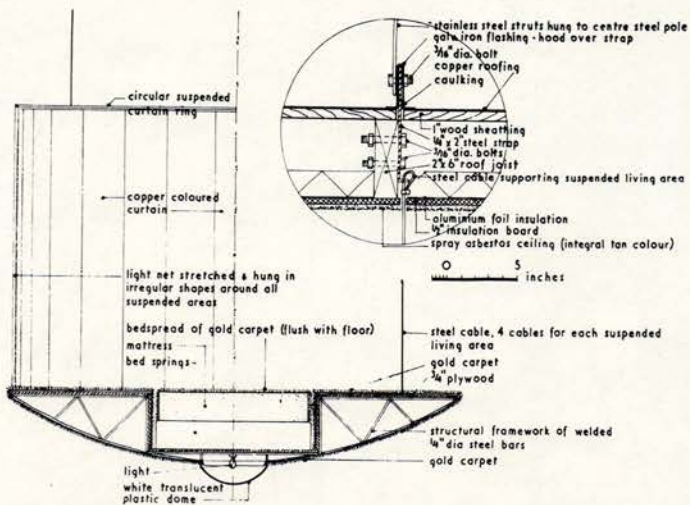 stainless steel struts hung to centre steel pole
galv. iron flashing - hood over strap
3/16" dia. bolt
copper roofing
caulking
1" wood sheathing
1/4" x 2" steel strap
3/16" dia. bolts
2" x 6" roof joist
steel cable supporting suspended living area
aluminium foil insulation
1/2" insulation board
spray asbestos ceiling (integral tan colour)
0 5
inches
circular suspended
curtain ring
copper coloured
curtain
light net stretched & hung in
irregular shapes around all
suspended areas
bedspread of gold carpet (flush with floor)
mattress
bed springs
steel cable, 4 cables for each suspended
living area
gold carpet
3/4" plywood
structural framework of welded
1/4" dia steel bars
gold carpet
light
white translucent
plastic dome